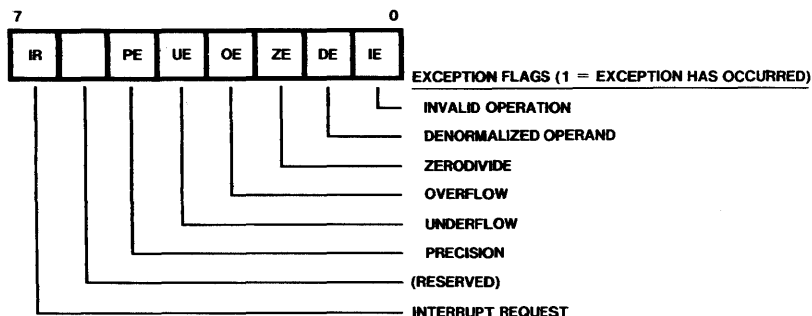 7 0
IR PE UE OE ZE DE IE
EXCEPTION FLAGS (1 = EXCEPTION HAS OCCURRED)
INVALID OPERATION
DENORMALIZED OPERAND
ZERODIVIDE
OVERFLOW
UNDERFLOW
PRECISION
(RESERVED)
INTERRUPT REQUEST